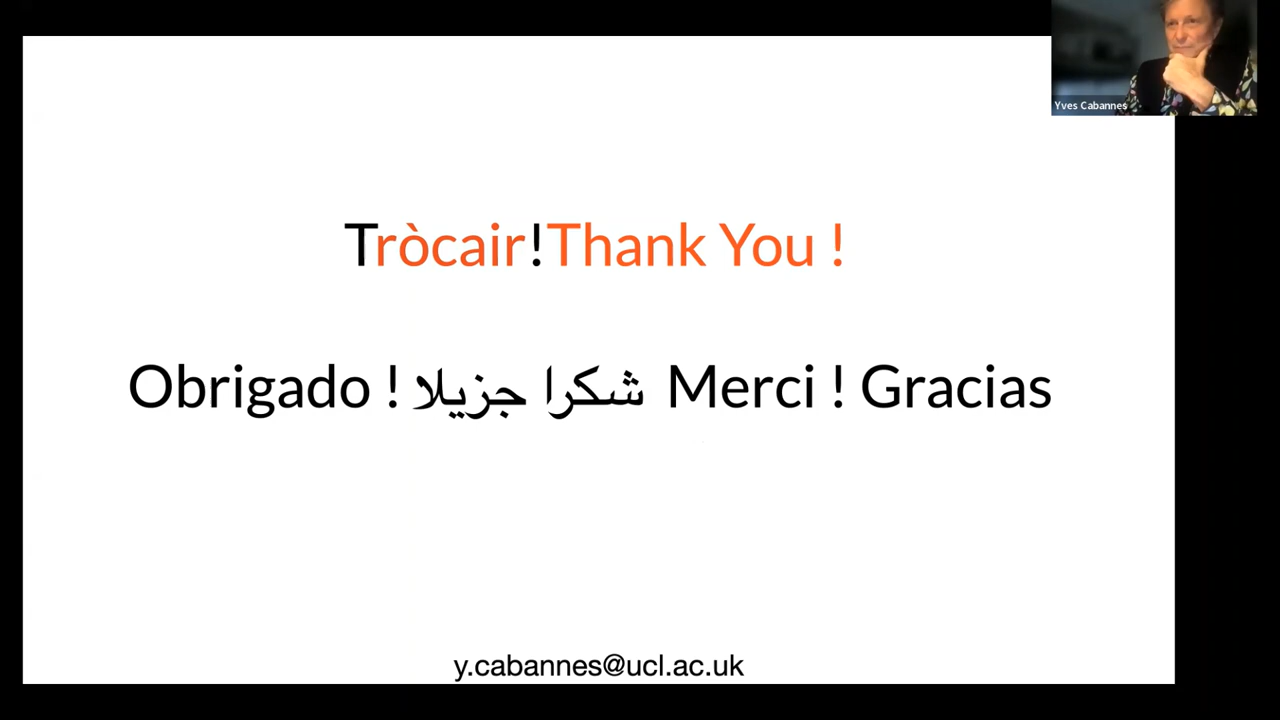 Yves Cabannes
Tròcair!Thank You !
Obrigado ! شكرا جزيلا Merci ! Gracias
y.cabannes@ucl.ac.uk